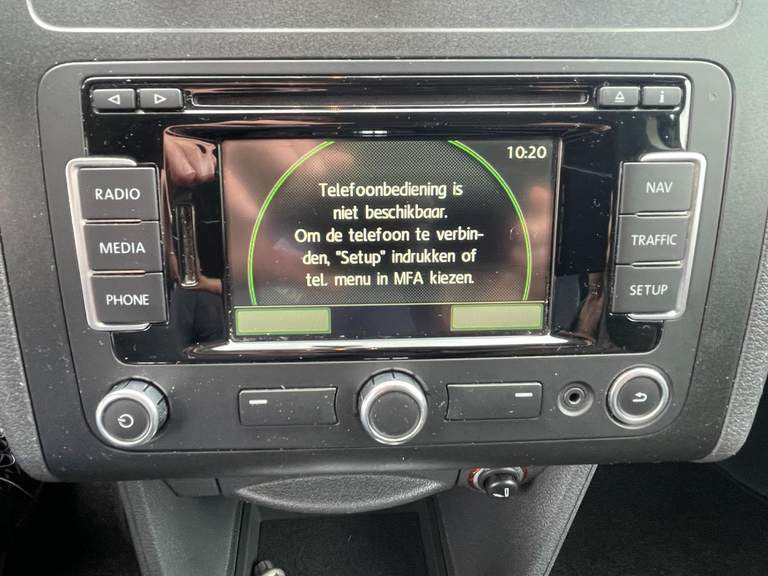 i
10:20
RADIO
Telefoonbediening is
NAV
niet beschikbaar.
MEDIA
Om de telefoon te verbin-
TRAFFIC
den, "Setup" indrukken of
PHONE
tel. menu in MFA kiezen.
SETUP